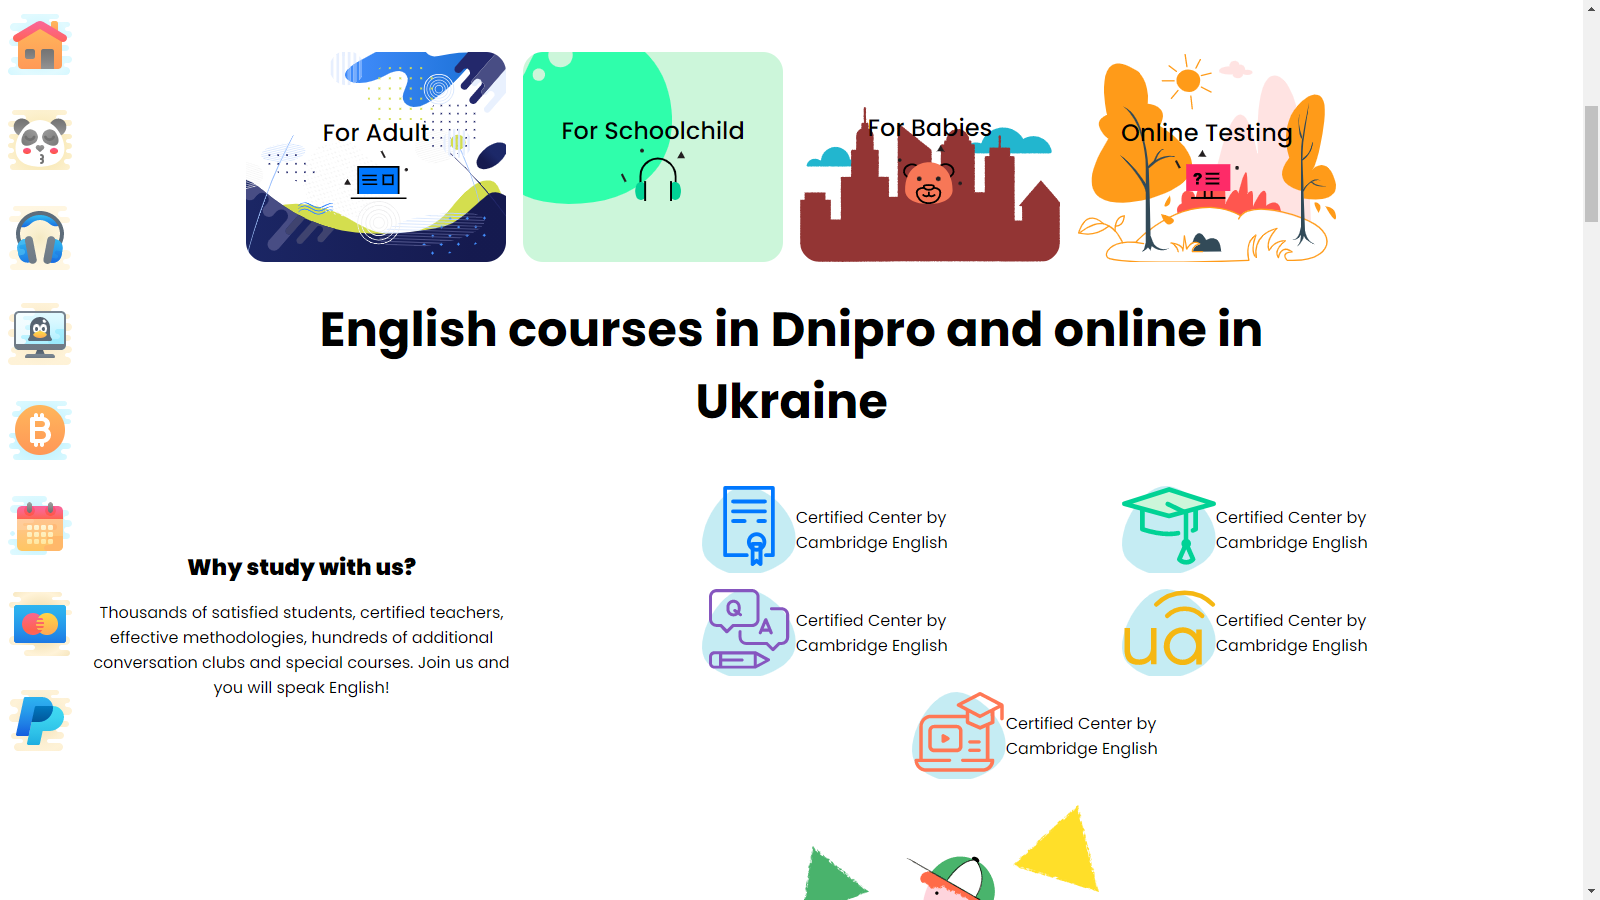 For Adult
For Schoolchild
For Babies
Online Testing
English courses in Dnipro and online in
Ukraine
Why study with us?
Thousands of satisfied students, certified teachers,
effective methodologies, hundreds of additional
conversation clubs and special courses. Join us and
you will speak English!
Certified Center by
Cambridge English
Certified Center by
Cambridge English
Q
A
Certified Center by
Cambridge English
ua
Certified Center by
Cambridge English
Certified Center by
Cambridge English